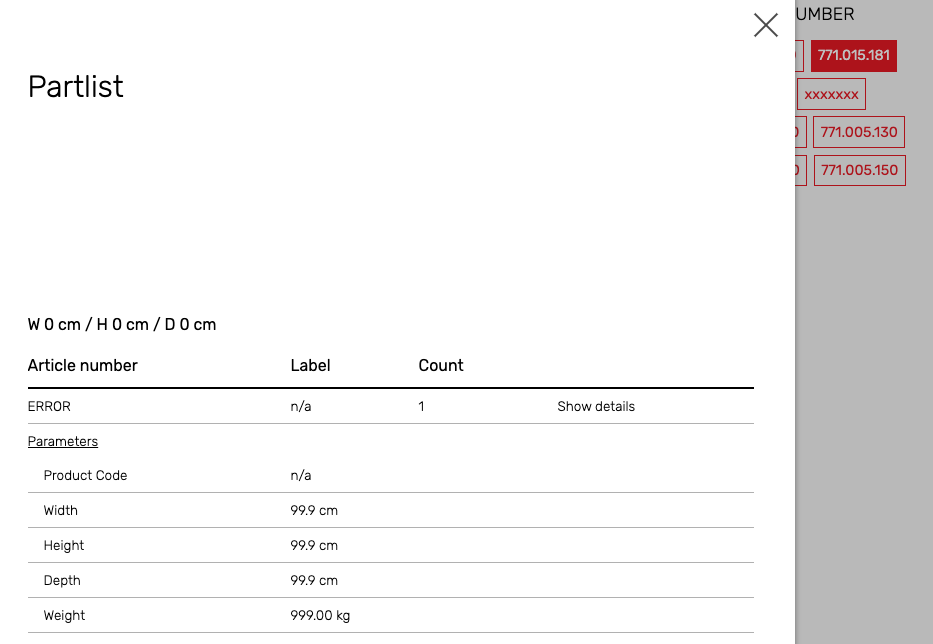 UMBER
771.015.181
Partlist
xxxxxxx
0 771.005.130
0 771.005.150
W 0 cm / H 0 cm / D 0 cm
Article number Label Count
ERROR n/a 1 Show details
Parameters
Product Code n/a
Width 99.9 cm
Height 99.9 cm
Depth 99.9 cm
Weight 999.00 kg